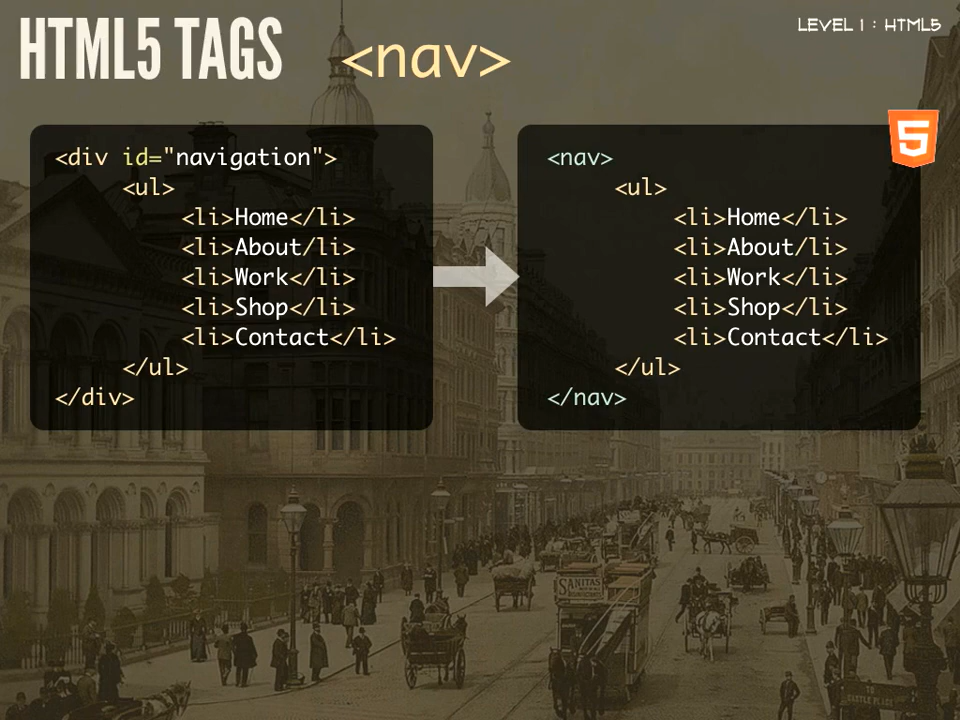 HTML5 TAGS <nav>
LEVEL 1 : HTML5
<div id="navigation">
<ul>
<li>Home</li>
<li>About/li>
<li>Work</li>
<li>Shop</li>
<li>Contact</li>
</ul>
</div>
<nav>
<ul>
<li>Home</li>
<li>About/li>
<li>Work</li>
<li>Shop</li>
<li>Contact</li>
</ul>
</nav>
5
SANITAS
CASTLE PLACE